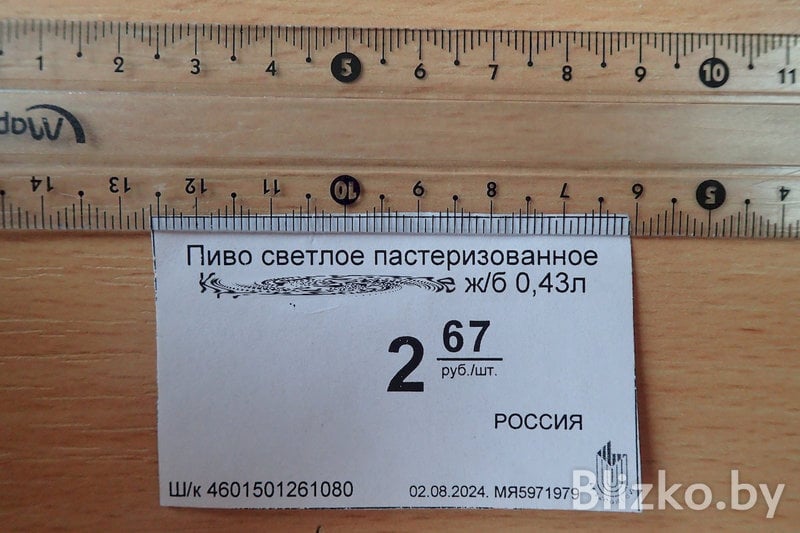 1 2 3 4 5 6 7 8 9 10 11
Maped
14 13 12 11 10 9 8 7 6 5 4
Пиво светлое пастеризованное
ж/б 0,43л
2 67
руб./шт.
РОССИЯ
Ш/к 4601501261080 02.08.2024. МЯ5971979
Blizko.by